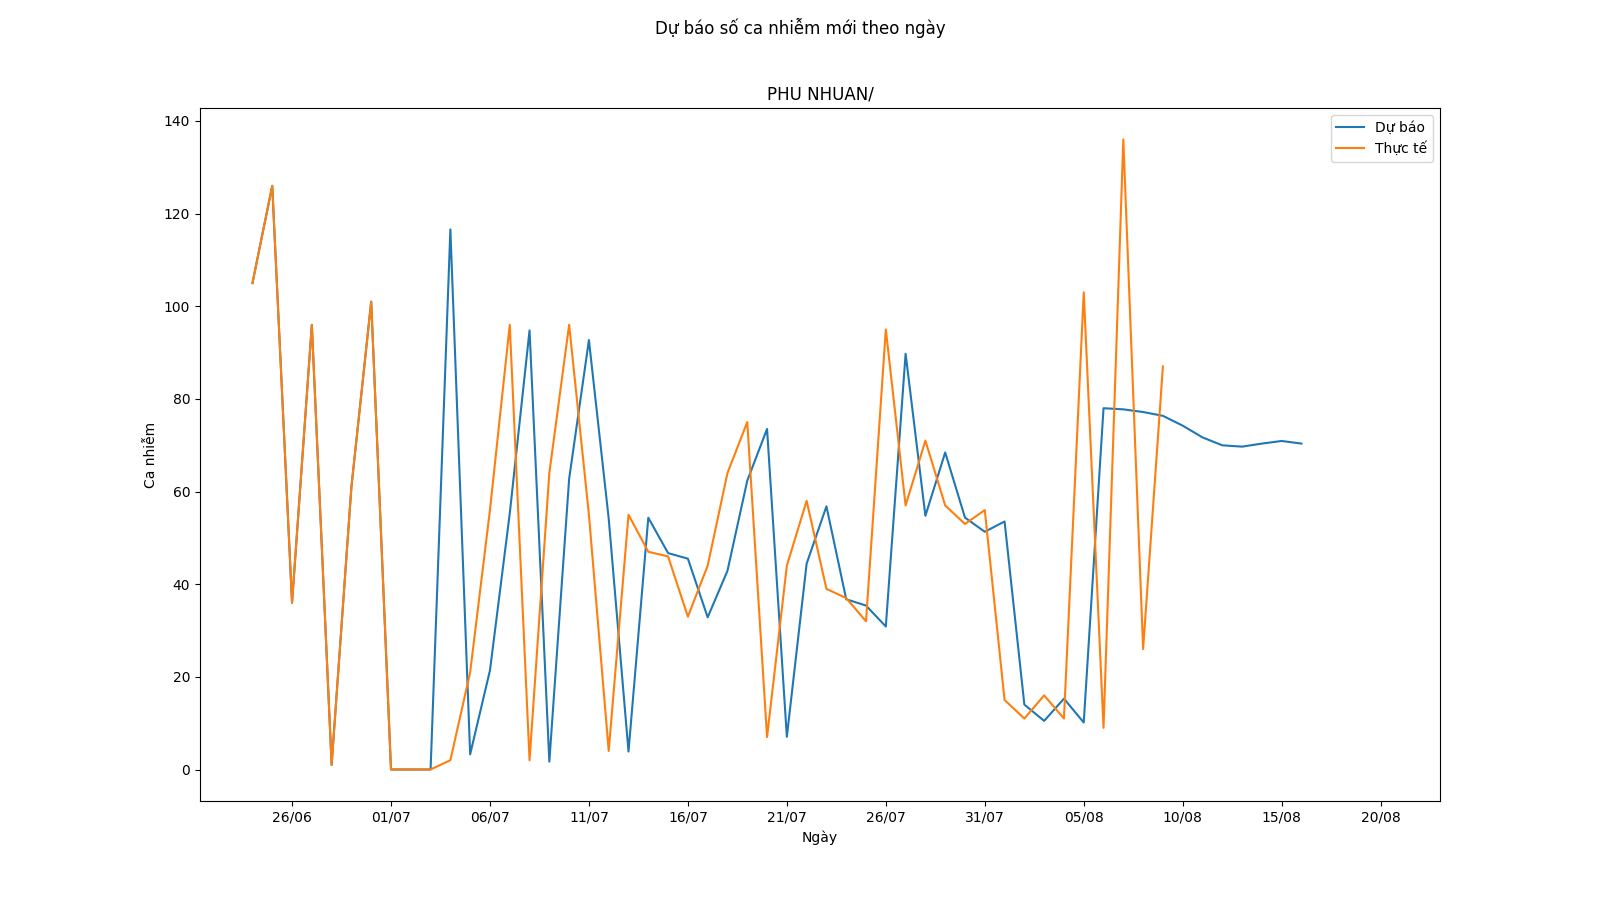 Dự báo số ca nhiễm mới theo ngày
PHU NHUAN/
Dự báo
Thực tế
140
120
100
80
60
40
20
0
Ca nhiễm
26/06 01/07 06/07 11/07 16/07 21/07 26/07 31/07 05/08 10/08 15/08 20/08
Ngày